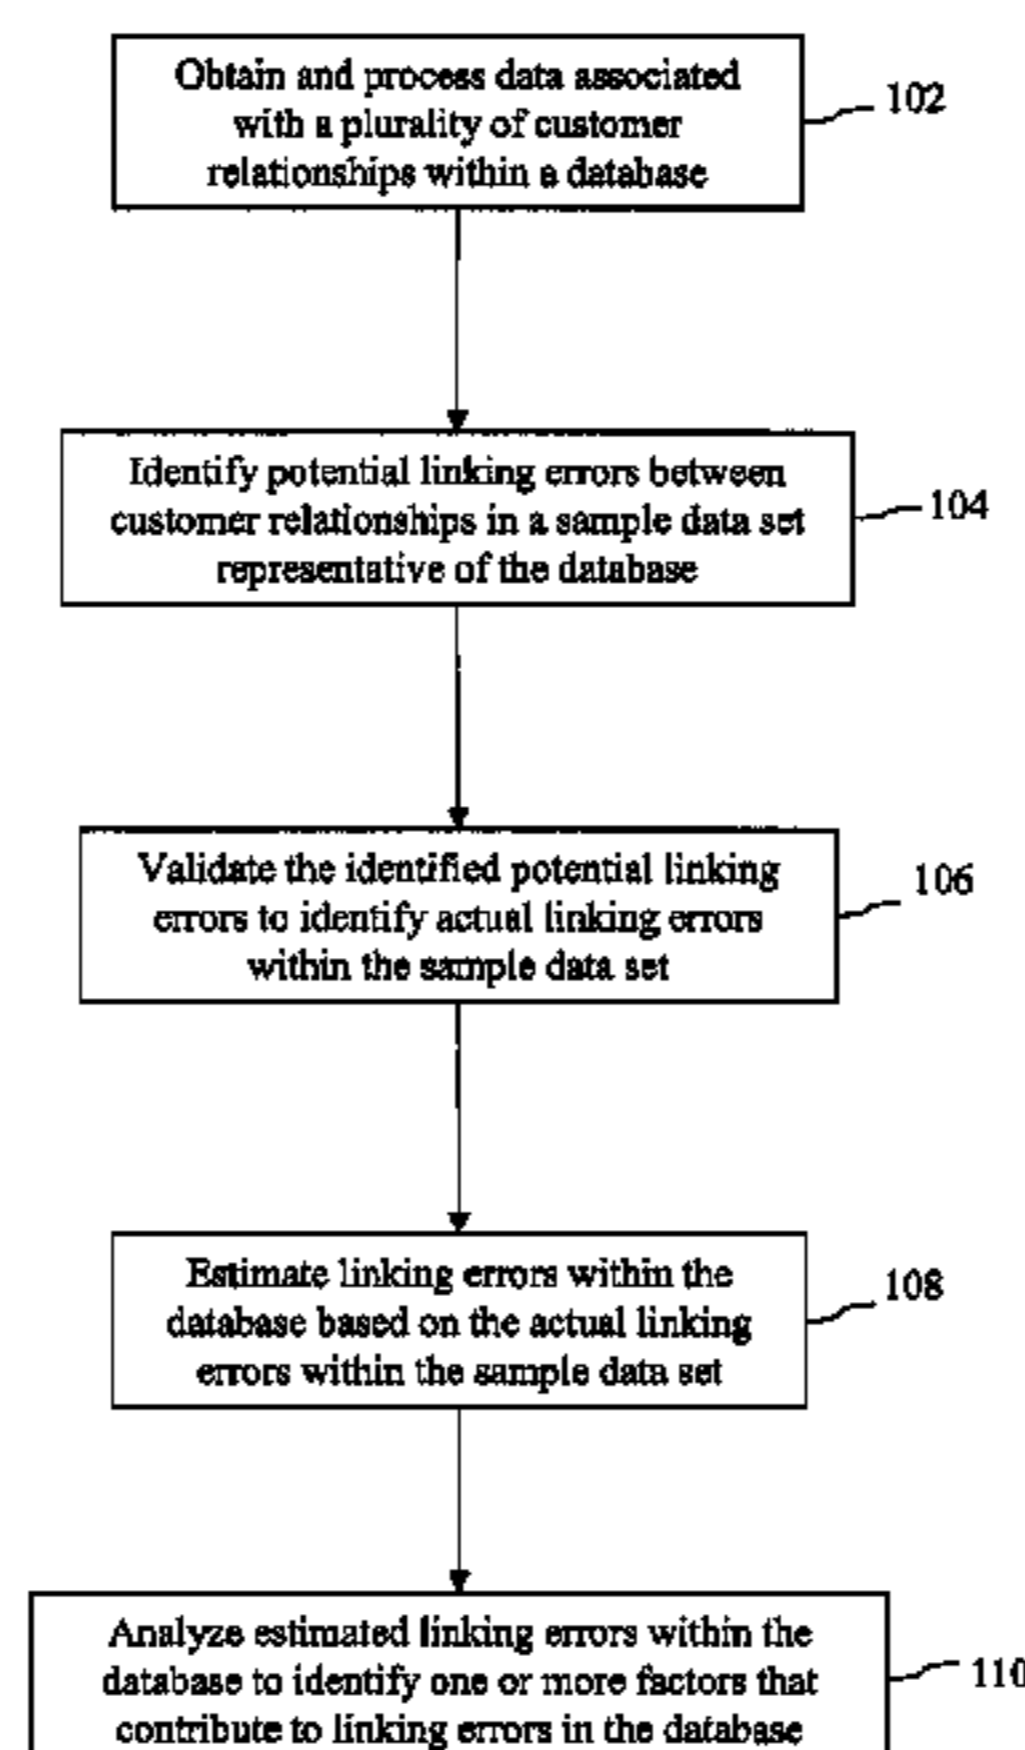 Obtain and process data associated
with a plurality of customer
relationships within a database
102
Identify potential linking errors between
customer relationships in a sample data set
representative of the database
104
Validate the identified potential linking
errors to identify actual linking errors
within the sample data set
106
Estimate linking errors within the
database based on the actual linking
errors within the sample data set
108
Analyze estimated linking errors within the
database to identify one or more factors that
contribute to linking errors in the database
110